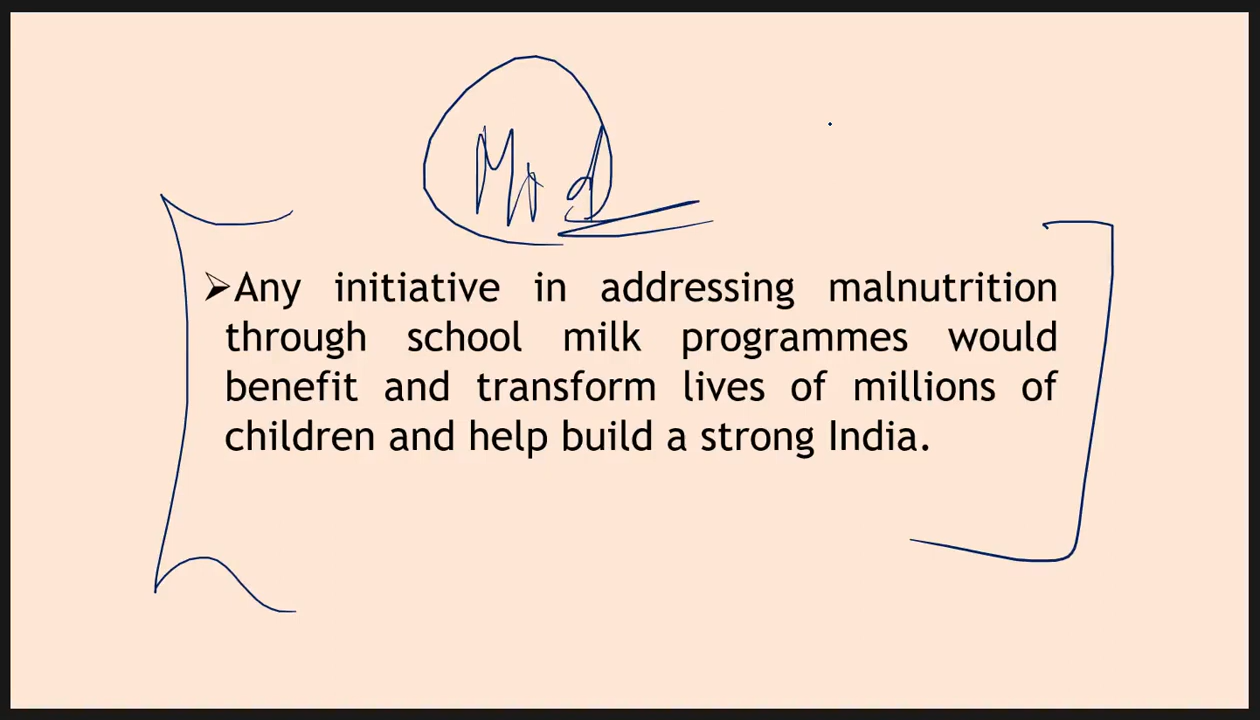 ➢Any initiative in addressing malnutrition
through school milk programmes would
benefit and transform lives of millions of
children and help build a strong India.